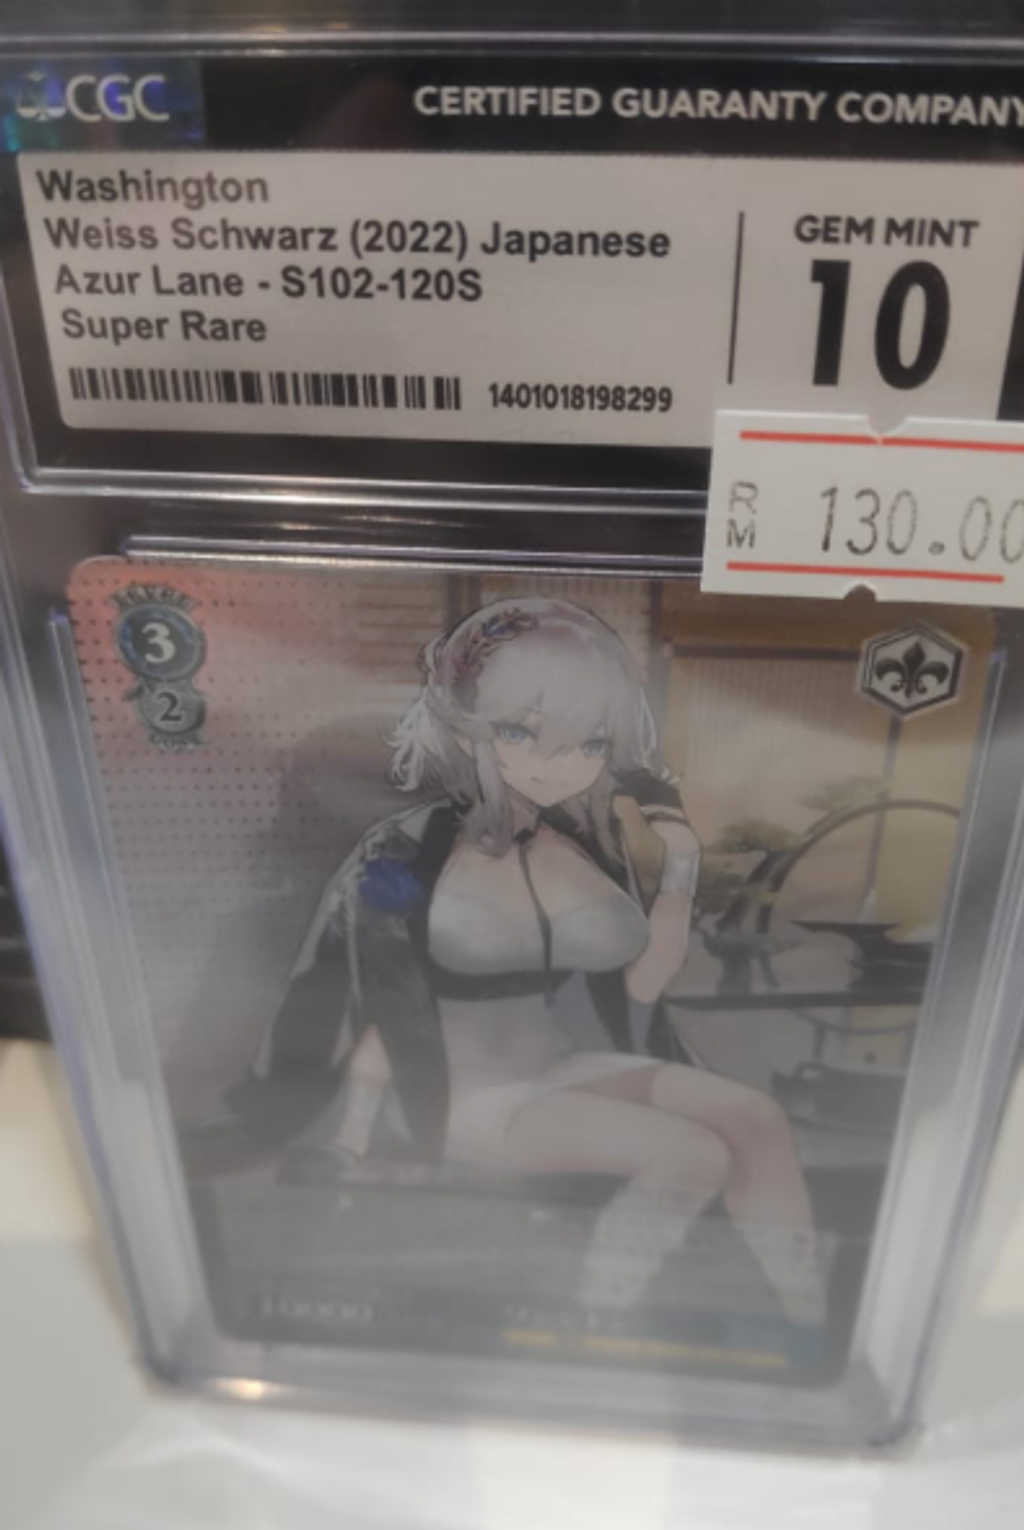 CGC
CERTIFIED GUARANTY COMPANY
Washington
Weiss Schwarz (2022) Japanese
Azur Lane - S102-120S
Super Rare
GEM MINT
10
1401018198299
RM 130.00
3
2
10000